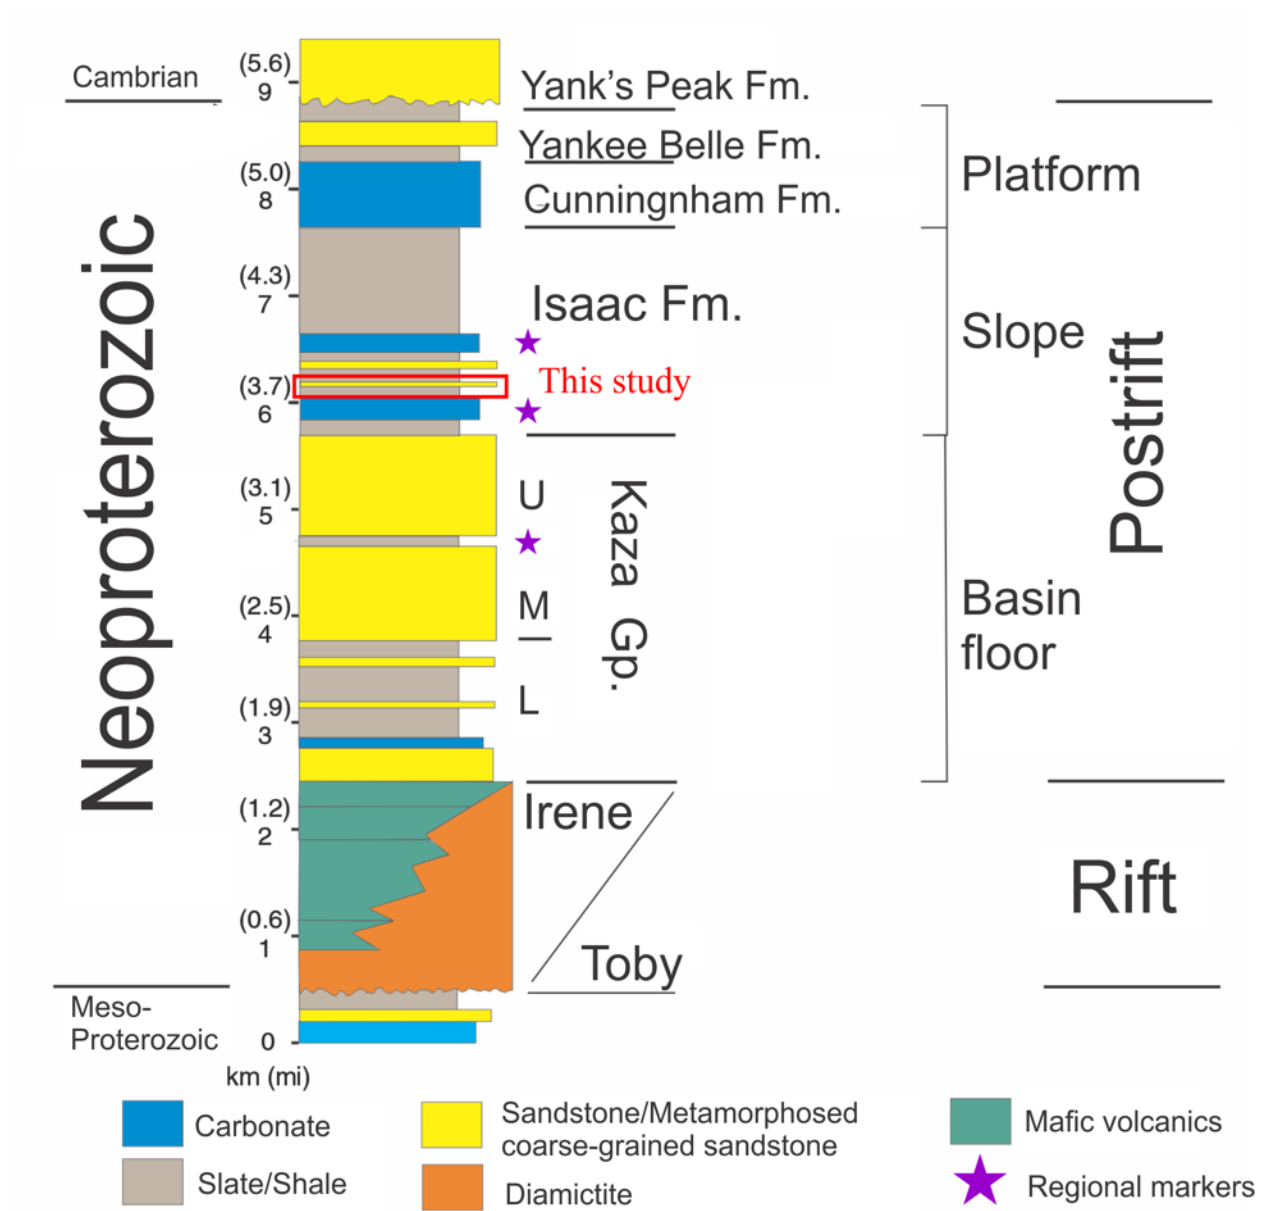 Cambrian
Neoproterozoic
Meso-
Proterozoic
(5.6)
9
(5.0)
8
(4.3)
7
(3.7)
6
(3.1)
5
(2.5)
4
(1.9)
3
(1.2)
2
(0.6)
1
0
km (mi)
Yank's Peak Fm.
Yankee Belle Fm.
Cunningnham Fm.
Isaac Fm.
This study
U
M
L
Kaza Gp.
Irene
Toby
Platform
Slope
Basin
floor
Postrift
Rift
Carbonate
Slate/Shale
Sandstone/Metamorphosed
coarse-grained sandstone
Diamictite
Mafic volcanics
Regional markers